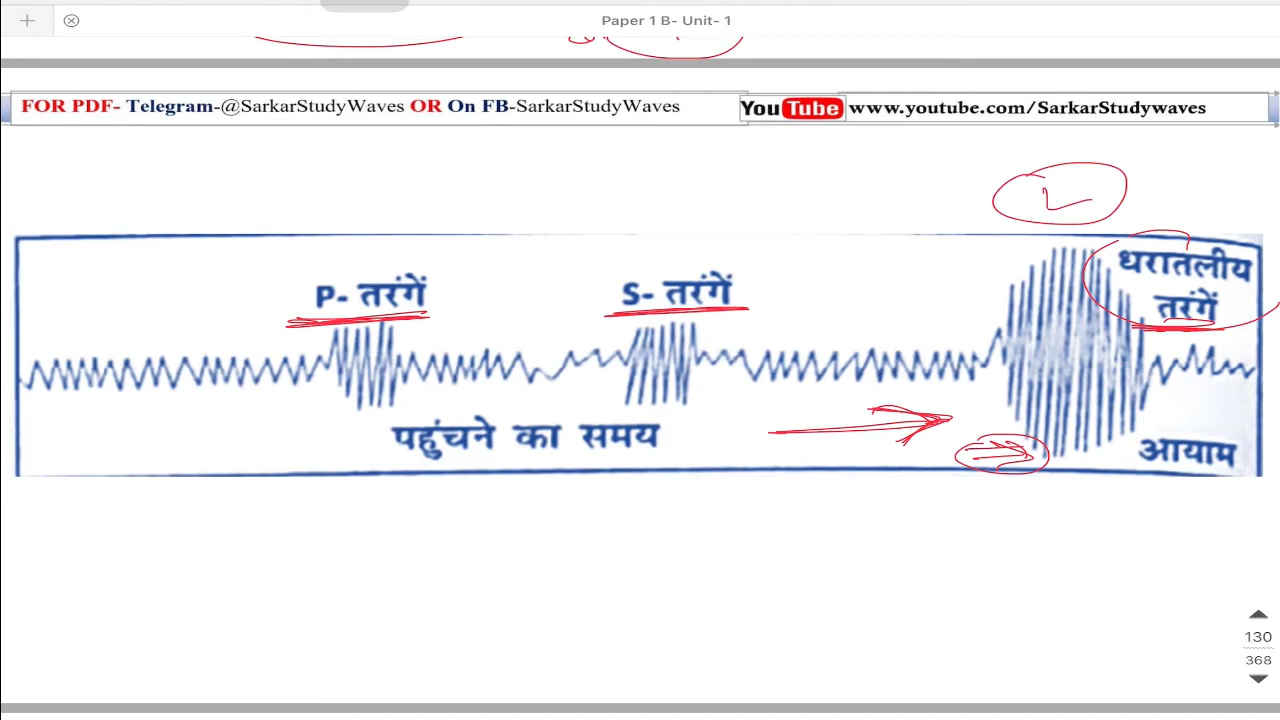 Paper 1 B- Unit- 1
FOR PDF- Telegram-@SarkarStudyWaves OR On FB-SarkarStudyWaves
YouTube www.youtube.com/SarkarStudywaves
L
P- तरंगें
S- तरंगें
धरातलीय
तरंगें
पहुंचने का समय
आयाम
130
368